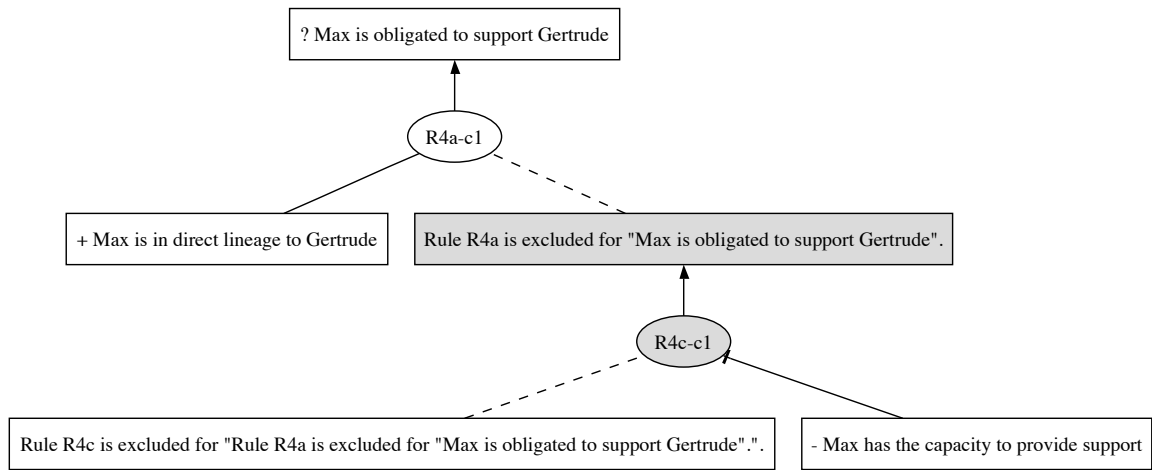 ? Max is obligated to support Gertrude
R4a-c1
+ Max is in direct lineage to Gertrude
Rule R4a is excluded for "Max is obligated to support Gertrude".
R4c-c1
Rule R4c is excluded for "Rule R4a is excluded for "Max is obligated to support Gertrude".".
- Max has the capacity to provide support